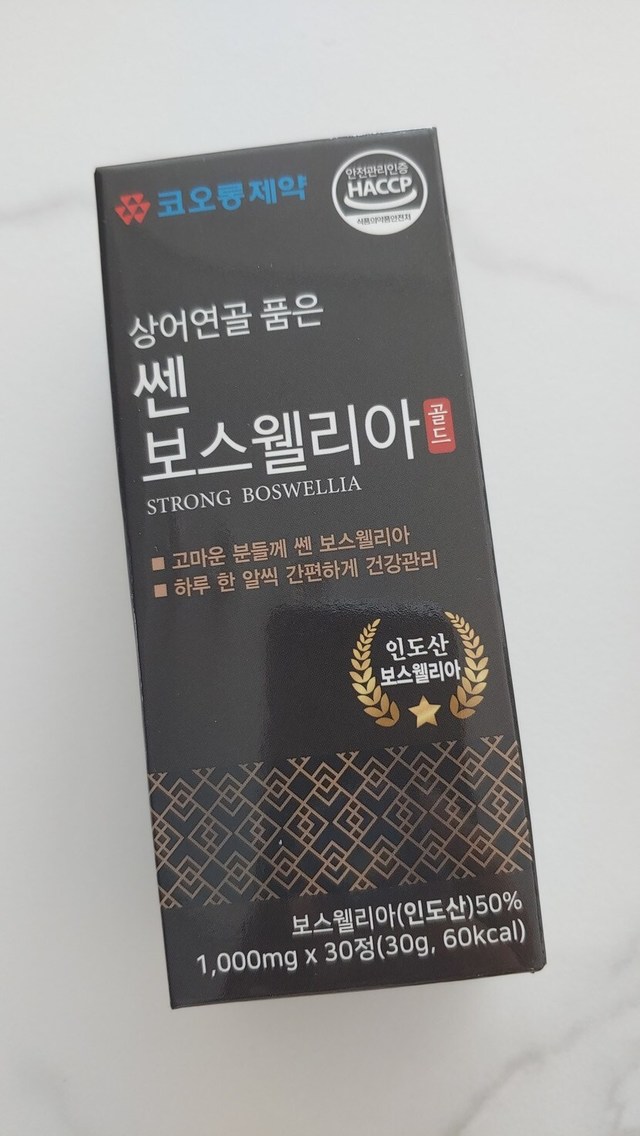 코오롱제약
안전관리인증
HACCP
식품의약품안전처
상어연골 품은
쎈
보스웰리아
골드
STRONG BOSWELLIA
고마운 분들께 쎈 보스웰리아
하루 한 알씩 간편하게 건강관리
인도산
보스웰리아
보스웰리아(인도산)50%
1,000mg x 30정(30g, 60kcal)